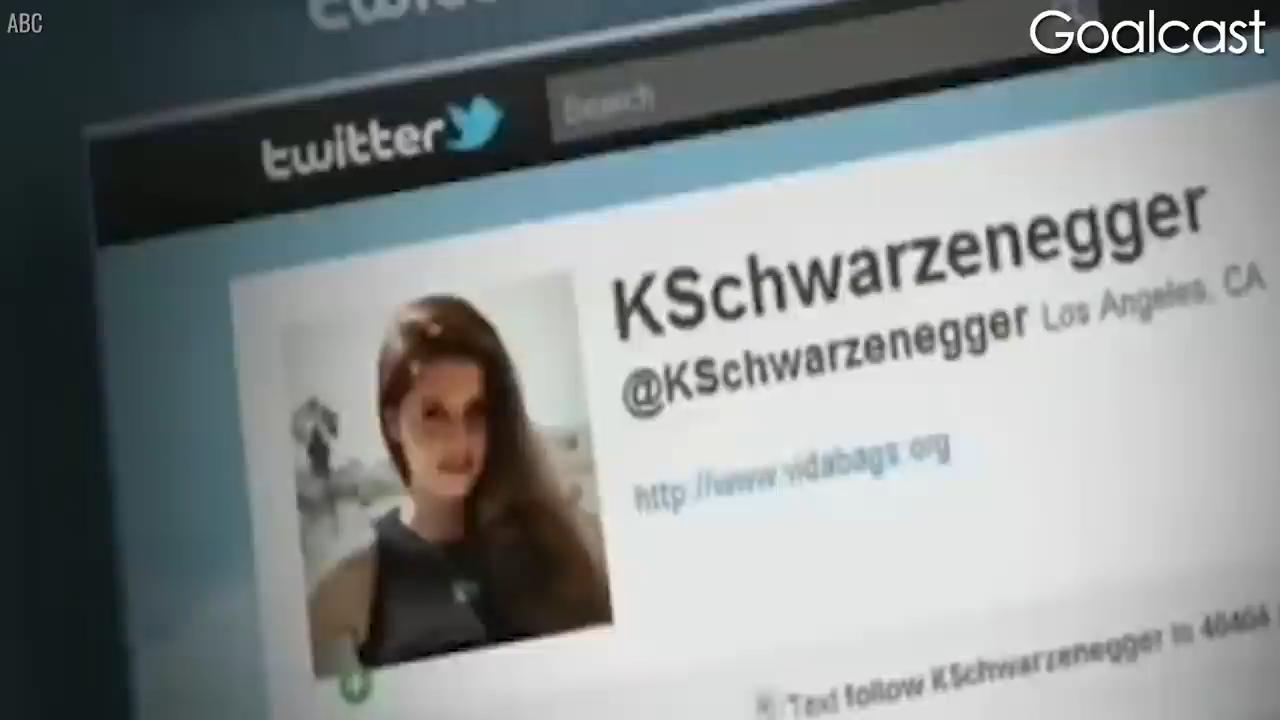 ABC
Goalcast
twitter
Search
KSchwarzenegger
@KSchwarzenegger Los Angeles, CA
http://www.vidabags.org
Text follow KSchwarzenegger to 40404